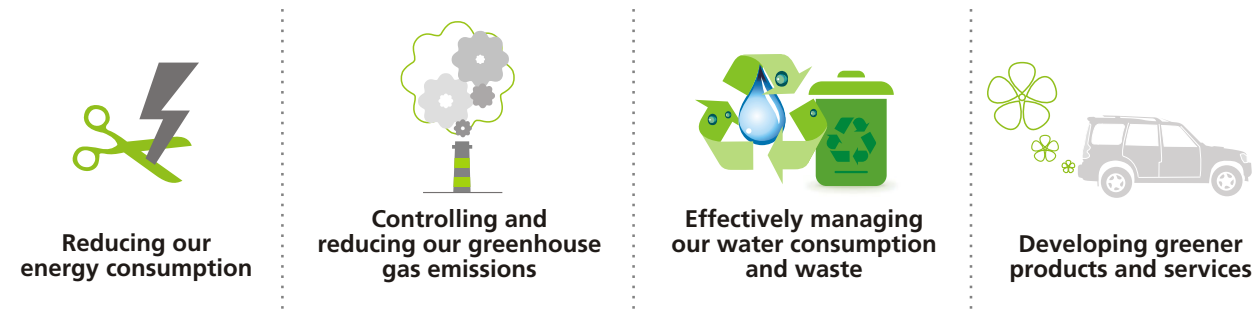 Reducing our
energy consumption
Controlling and
reducing our greenhouse
gas emissions
Effectively managing
our water consumption
and waste
Developing greener
products and services